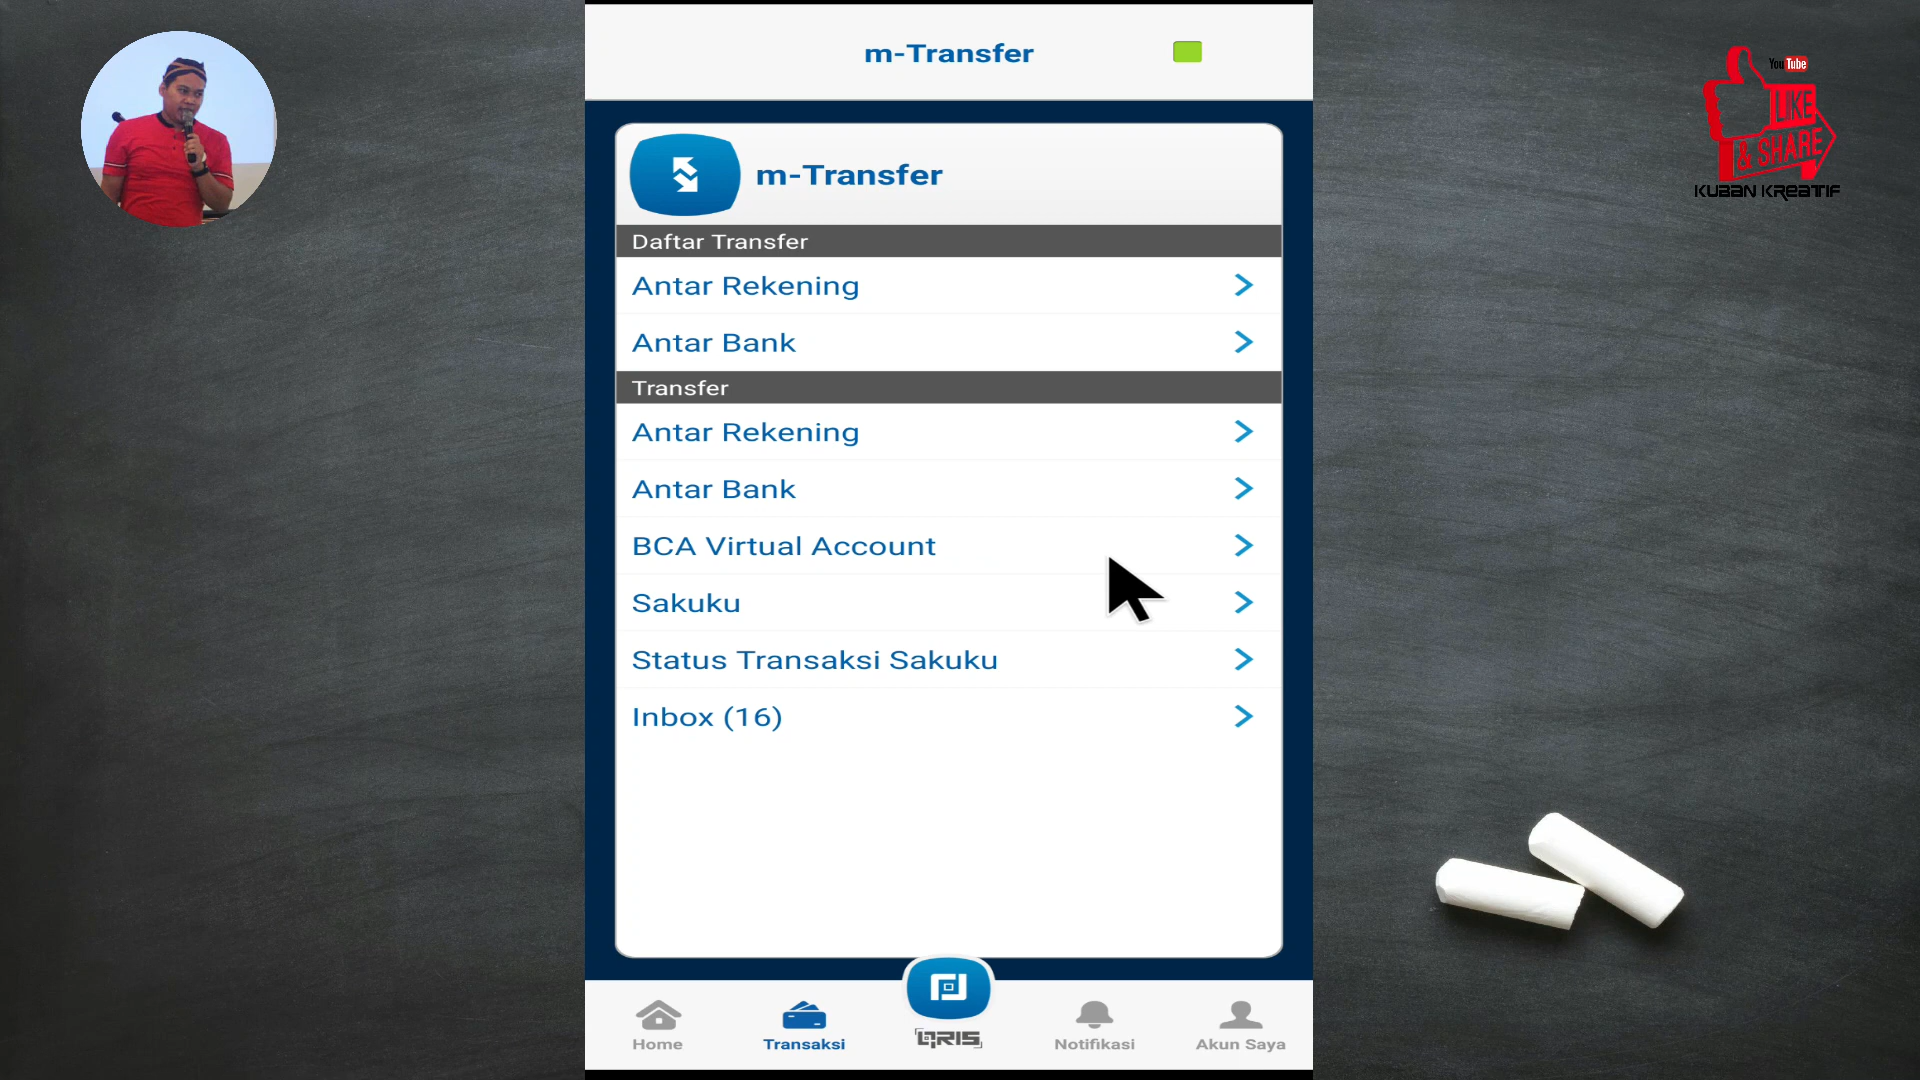 m-Transfer
m-Transfer
Daftar Transfer
Antar Rekening
Antar Bank
Transfer
Antar Rekening
Antar Bank
BCA Virtual Account
Sakuku
Status Transaksi Sakuku
Inbox (16)
Home
Transaksi
QRIS
Notifikasi
Akun Saya
YouTube
LIKE
& SHARE
KUBAN KREATIF